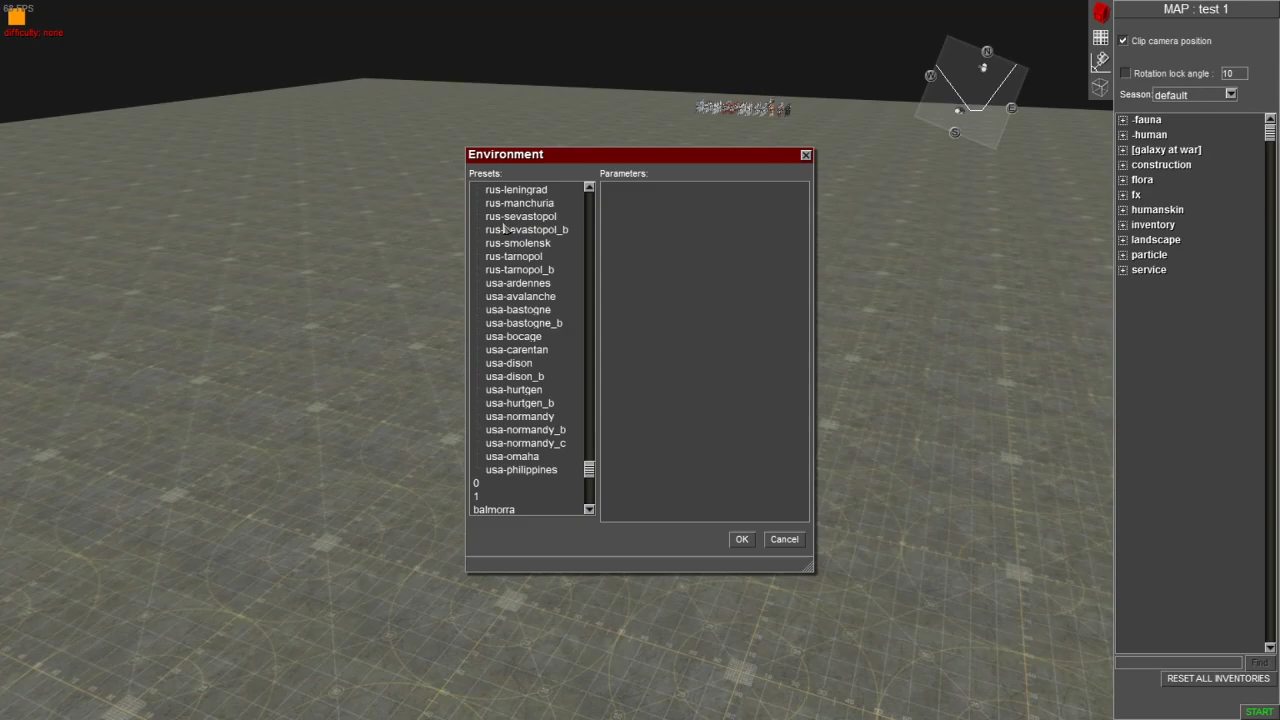 68 FPS
difficulty: none
N
W
E
S
MAP : test 1
Clip camera position
Rotation lock angle : 10
Season: default
-fauna
-human
[galaxy at war]
construction
flora
fx
humanskin
inventory
landscape
particle
service
Find
RESET ALL INVENTORIES
START
Environment
Presets:
Parameters:
rus-leningrad
rus-manchuria
rus-sevastopol
rus-sevastopol_b
rus-smolensk
rus-tarnopol
rus-tarnopol_b
usa-ardennes
usa-avalanche
usa-bastogne
usa-bastogne_b
usa-bocage
usa-carentan
usa-dison
usa-dison_b
usa-hurtgen
usa-hurtgen_b
usa-normandy
usa-normandy_b
usa-normandy_c
usa-omaha
usa-philippines
0
1
balmorra
OK
Cancel